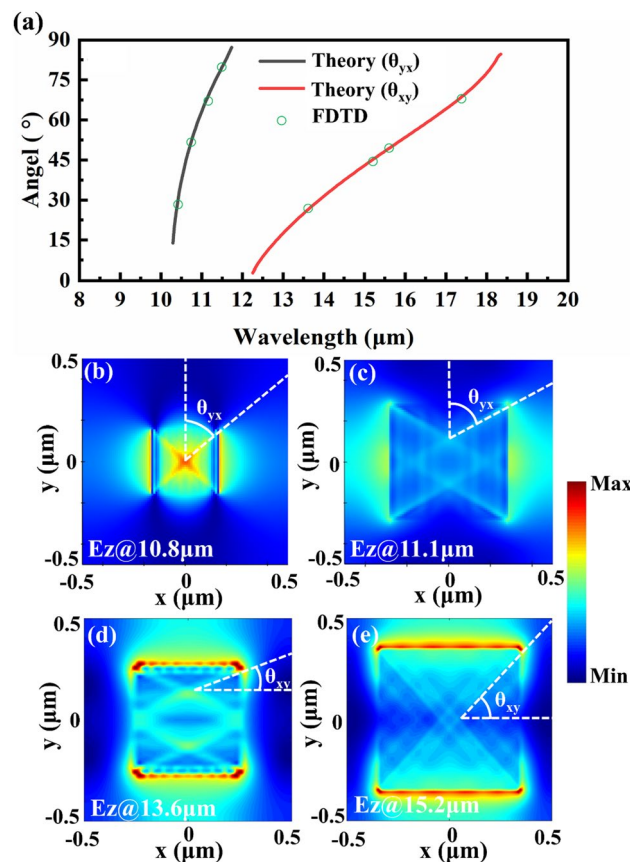 (a)
90
75
60
45
30
15
0
Angel ( °)
Theory (θyx)
Theory (θxy)
FDTD
8 9 10 11 12 13 14 15 16 17 18 19 20
Wavelength (μm)
(b)
0.5
0
-0.5
y (μm)
θyx
Ez@10.8μm
-0.5 0 0.5
x (μm)
(c)
0.5
0
-0.5
y (μm)
θyx
Ez@11.1μm
-0.5 0 0.5
x (μm)
Max
Min
(d)
0.5
0
-0.5
y (μm)
θxy
Ez@13.6μm
-0.5 0 0.5
x (μm)
(e)
0.5
0
-0.5
y (μm)
θxy
Ez@15.2μm
-0.5 0 0.5
x (μm)